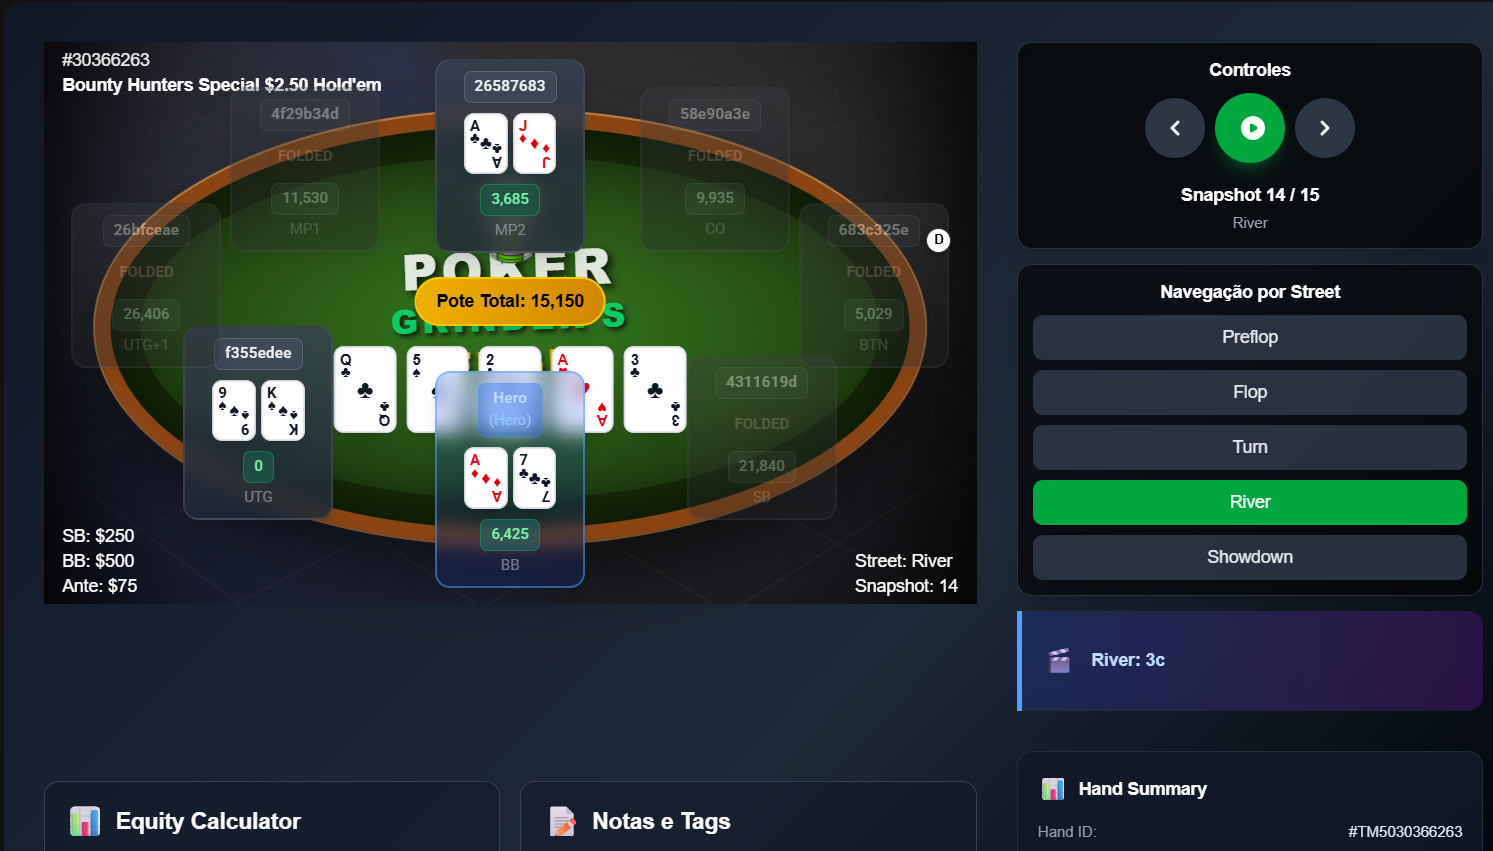 #30366263
Bounty Hunters Special $2.50 Hold'em
26587683
A J
A J
3,685
MP2
4f29b34d
FOLDED
11,530
MP1
58e90a3e
FOLDED
9,935
CO
26bfceae
FOLDED
26,406
UTG+1
683c325e
FOLDED
5,029
BTN
D
POKER
Pote Total: 15,150
f355edee
9 K
9 K
0
UTG
Q 5 2 A 3
Q A 3
Hero
(Hero)
A 7
A 7
6,425
BB
4311619d
FOLDED
21,840
SB
SB: $250
BB: $500
Ante: $75
Street: River
Snapshot: 14
Controles
Snapshot 14 / 15
River
Navegação por Street
Preflop
Flop
Turn
River
Showdown
River: 3c
Equity Calculator
Notas e Tags
Hand Summary
Hand ID:
#TM5030366263